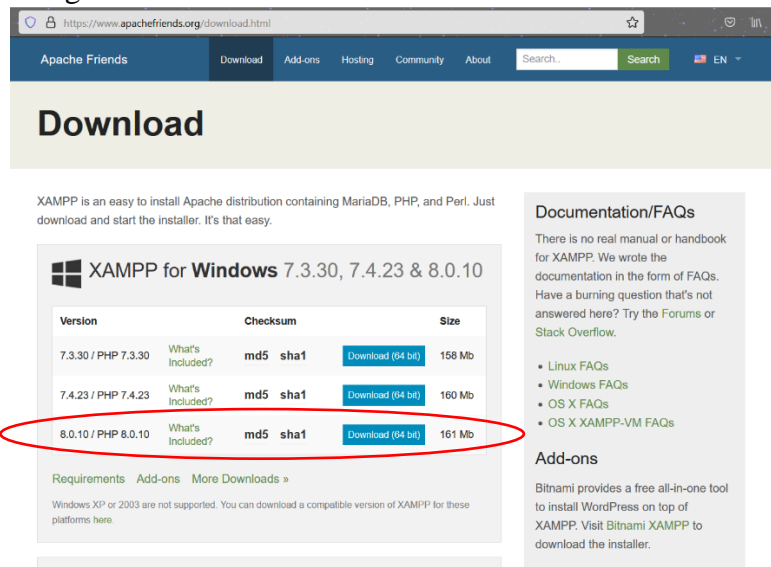 https://www.apachefriends.org/download.html
Apache Friends
Download Add-ons Hosting Community About Search.. Search EN
Download
XAMPP is an easy to install Apache distribution containing MariaDB, PHP, and Perl. Just
download and start the installer. It's that easy.
XAMPP for Windows 7.3.30, 7.4.23 & 8.0.10
Version Checksum Size
7.3.30 / PHP 7.3.30 What's Included? md5 sha1 Download (64 bit) 158 Mb
7.4.23 / PHP 7.4.23 What's Included? md5 sha1 Download (64 bit) 160 Mb
8.0.10 / PHP 8.0.10 What's Included? md5 sha1 Download (64 bit) 161 Mb
Requirements Add-ons More Downloads »
Windows XP or 2003 are not supported. You can download a compatible version of XAMPP for these
platforms here.
Documentation/FAQs
There is no real manual or handbook
for XAMPP. We wrote the
documentation in the form of FAQs.
Have a burning question that's not
answered here? Try the Forums or
Stack Overflow.
• Linux FAQs
• Windows FAQs
• OS X FAQs
• OS X XAMPP-VM FAQs
Add-ons
Bitnami provides a free all-in-one tool
to install WordPress on top of
XAMPP. Visit Bitnami XAMPP to
download the installer.